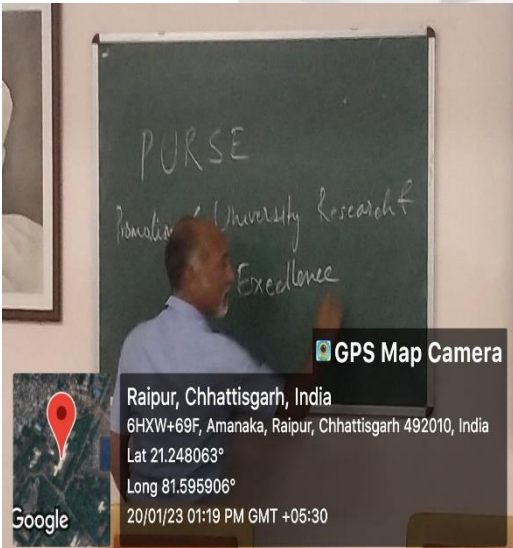 PURSE
Promotion of University Research &
Excellence
GPS Map Camera
Raipur, Chhattisgarh, India
6HXW+69F, Amanaka, Raipur, Chhattisgarh 492010, India
Lat 21.248063°
Long 81.595906°
20/01/23 01:19 PM GMT +05:30
Google